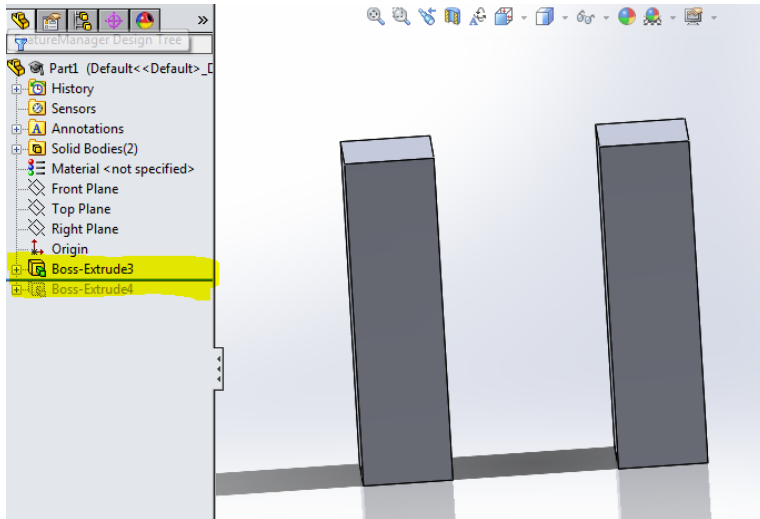 »
FeatureManager Design Tree
Part1 (Default<<Default>_D
History
Sensors
Annotations
Solid Bodies(2)
Material <not specified>
Front Plane
Top Plane
Right Plane
Origin
Boss-Extrude3
Boss-Extrude4